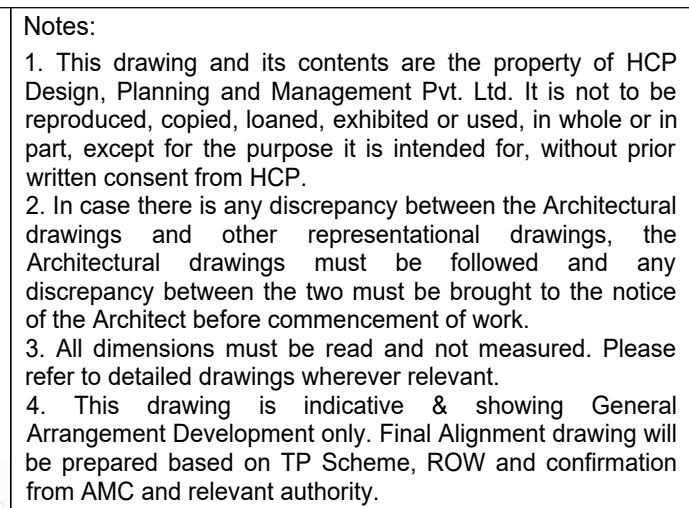 Notes:
1. This drawing and its contents are the property of HCP
Design, Planning and Management Pvt. Ltd. It is not to be
reproduced, copied, loaned, exhibited or used, in whole or in
part, except for the purpose it is intended for, without prior
written consent from HCP.
2. In case there is any discrepancy between the Architectural
drawings and other representational drawings, the
Architectural drawings must be followed and any
discrepancy between the two must be brought to the notice
of the Architect before commencement of work.
3. All dimensions must be read and not measured. Please
refer to detailed drawings wherever relevant.
4. This drawing is indicative & showing General
Arrangement Development only. Final Alignment drawing will
be prepared based on TP Scheme, ROW and confirmation
from AMC and relevant authority.